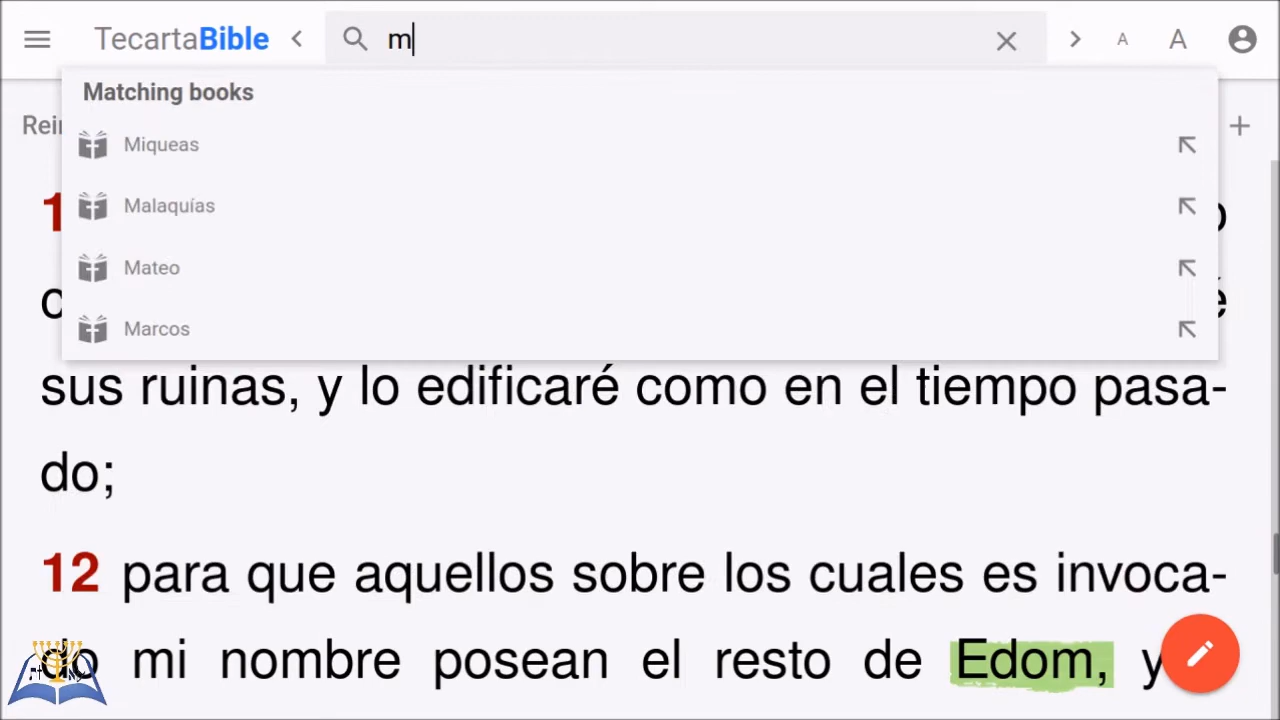 TecartaBible m A A
Matching books
Miqueas
Malaquías
Mateo
Marcos
sus ruinas, y lo edificaré como en el tiempo pasa-
do;
12 para que aquellos sobre los cuales es invoca-
do mi nombre posean el resto de Edom, y